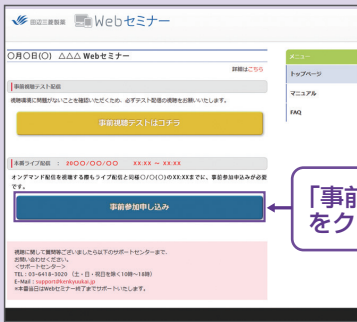 田辺三菱製薬 Webセミナー
〇月〇日(〇) △△△ Webセミナー
詳細はこちら
事前視聴テスト配信
視聴環境に問題がないことを確認いただくため、必ずテスト配信の視聴をお願いいたします。
事前視聴テストはコチラ
本番ライブ配信 : 20〇〇/〇〇/〇〇 XX:XX ～ XX:XX
オンデマンド配信を視聴する際もライブ配信と同様〇/〇(〇)のXX:XXまでに、事前参加申込みが必要
です。
事前参加申し込み
視聴に関して質問等ございましたら以下のサポートセンターまで、
お問い合わせください。
<サポートセンター>
TEL：03-6418-3020 （土・日・祝日を除く10時～18時）
E-Mail：support@kenkyuukai.jp
※本番当日はWebセミナー終了までサポートいたします。
メニュー
トップページ
マニュアル
FAQ
「事前
をク